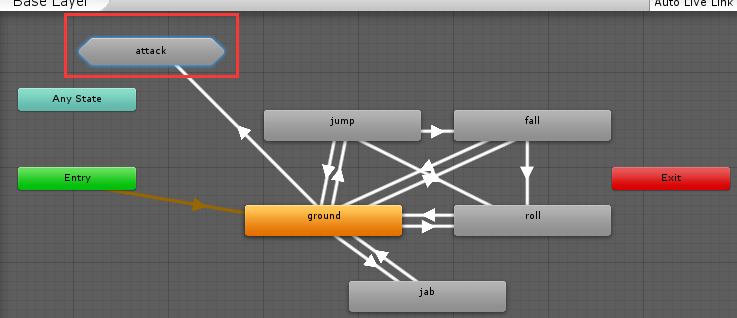 Base Layer
Auto Live Link
attack
Any State
jump
fall
Entry
Exit
ground
roll
jab